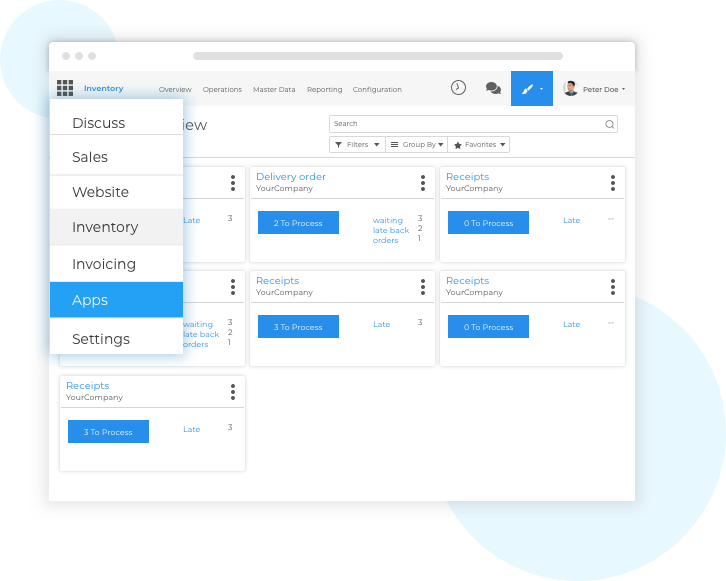 Inventory
Overview Operations Master Data Reporting Configuration
Peter Doe
Discuss
Sales
Website
Inventory
Invoicing
Apps
Settings
Search
Filters Group By Favorites
Late 3
Delivery order
YourCompany
2 To Process
waiting 3
late back 2
orders 1
Receipts
YourCompany
0 To Process
Late --
waiting 3
late back 2
orders 1
Receipts
YourCompany
3 To Process
Late 3
Receipts
YourCompany
0 To Process
Late --
Receipts
YourCompany
3 To Process
Late 3